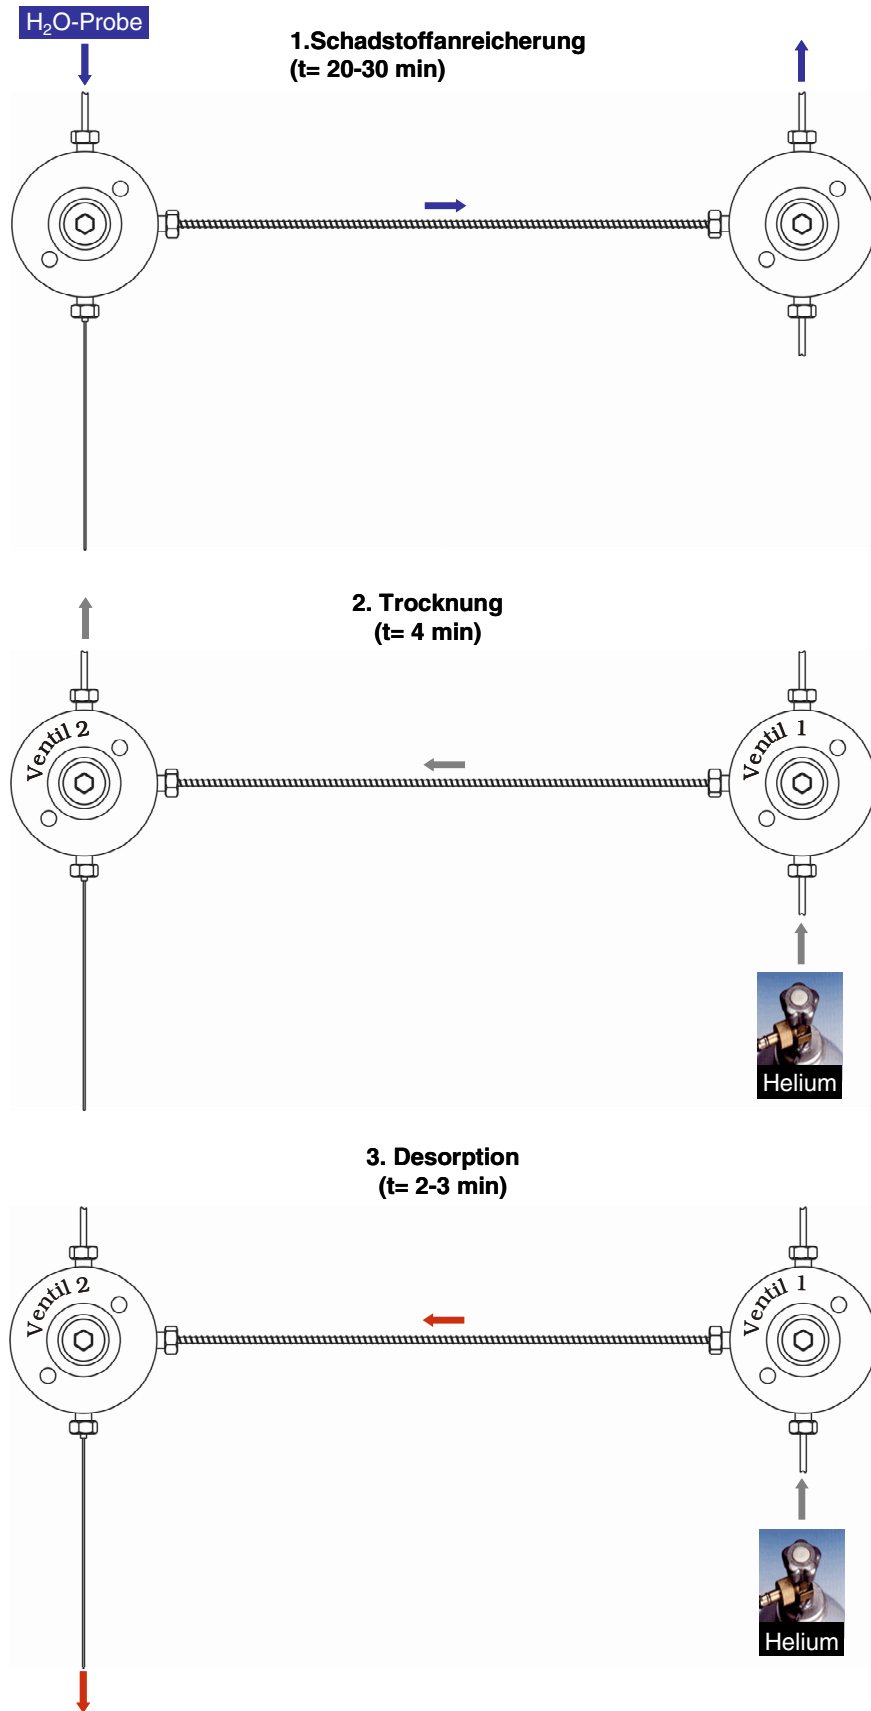 H₂O-Probe
1.Schadstoffanreicherung
(t= 20-30 min)
2. Trocknung
(t= 4 min)
Ventil 2
Ventil 1
Helium
3. Desorption
(t= 2-3 min)
Ventil 2
Ventil 1
Helium